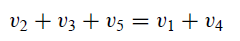 v₂ + v₃ + v₅ = v₁ + v₄